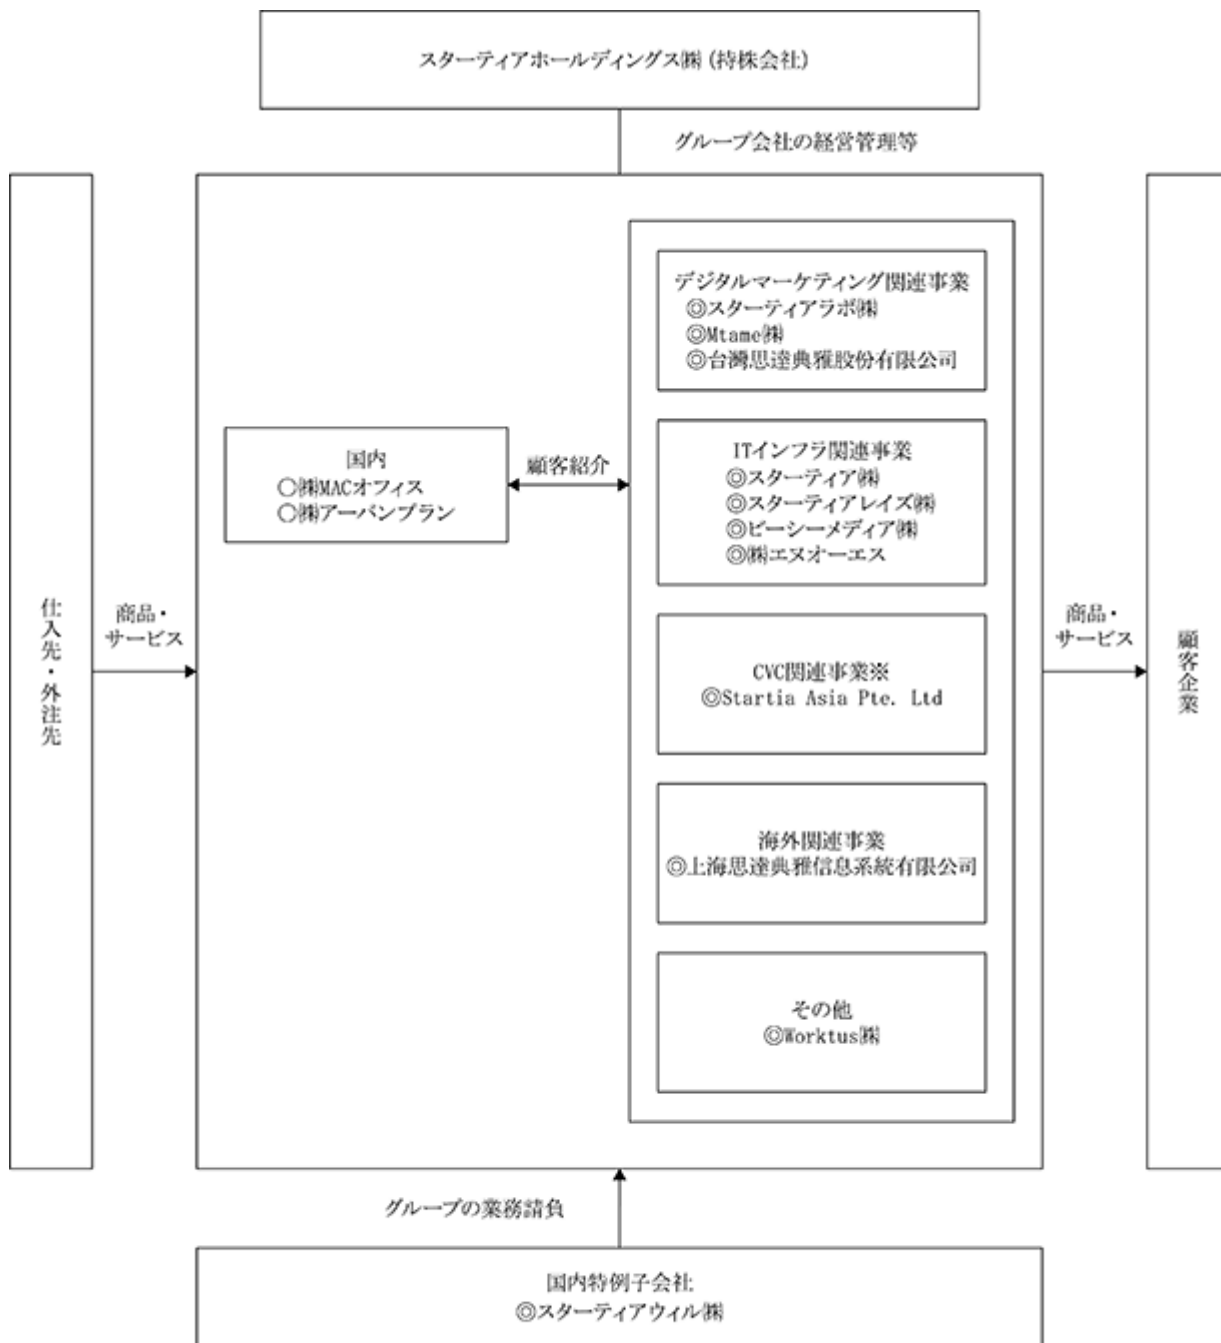 スターティアホールディングス㈱(持株会社)
グループ会社の経営管理等
仕入先・外注先
商品・
サービス
国内
○㈱MACオフィス
○㈱アーバンプラン
顧客紹介
デジタルマーケティング関連事業
◎スターティアラボ㈱
◎Mtame㈱
◎台灣思達典雅股份有限公司
ITインフラ関連事業
◎スターティア㈱
◎スターティアレイズ㈱
◎ビーシーメディア㈱
◎㈱エヌオーエス
CVC関連事業※
◎Startia Asia Pte. Ltd
海外関連事業
◎上海思達典雅信息系統有限公司
その他
◎Worktus㈱
商品・
サービス
顧客企業
グループの業務請負
国内特例子会社
◎スターティアウィル㈱